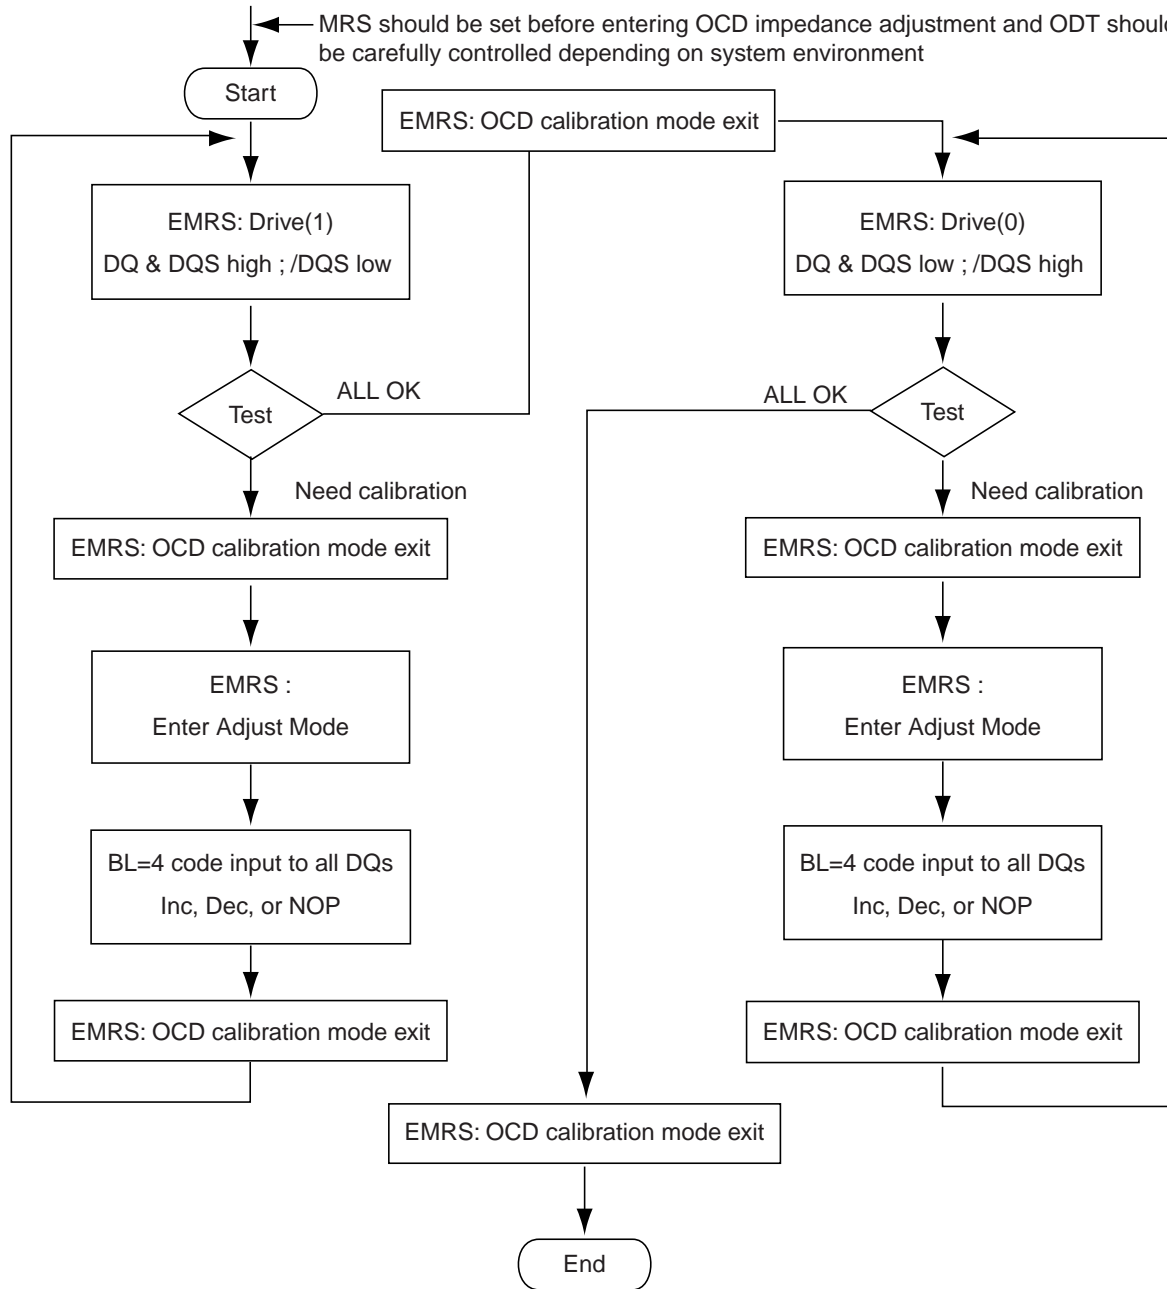 MRS should be set before entering OCD impedance adjustment and ODT should
be carefully controlled depending on system environment
Start
EMRS: OCD calibration mode exit
EMRS: Drive(1)
DQ & DQS high ; /DQS low
EMRS: Drive(0)
DQ & DQS low ; /DQS high
ALL OK
Test
ALL OK
Test
Need calibration
Need calibration
EMRS: OCD calibration mode exit
EMRS: OCD calibration mode exit
EMRS :
Enter Adjust Mode
EMRS :
Enter Adjust Mode
BL=4 code input to all DQs
Inc, Dec, or NOP
BL=4 code input to all DQs
Inc, Dec, or NOP
EMRS: OCD calibration mode exit
EMRS: OCD calibration mode exit
EMRS: OCD calibration mode exit
End